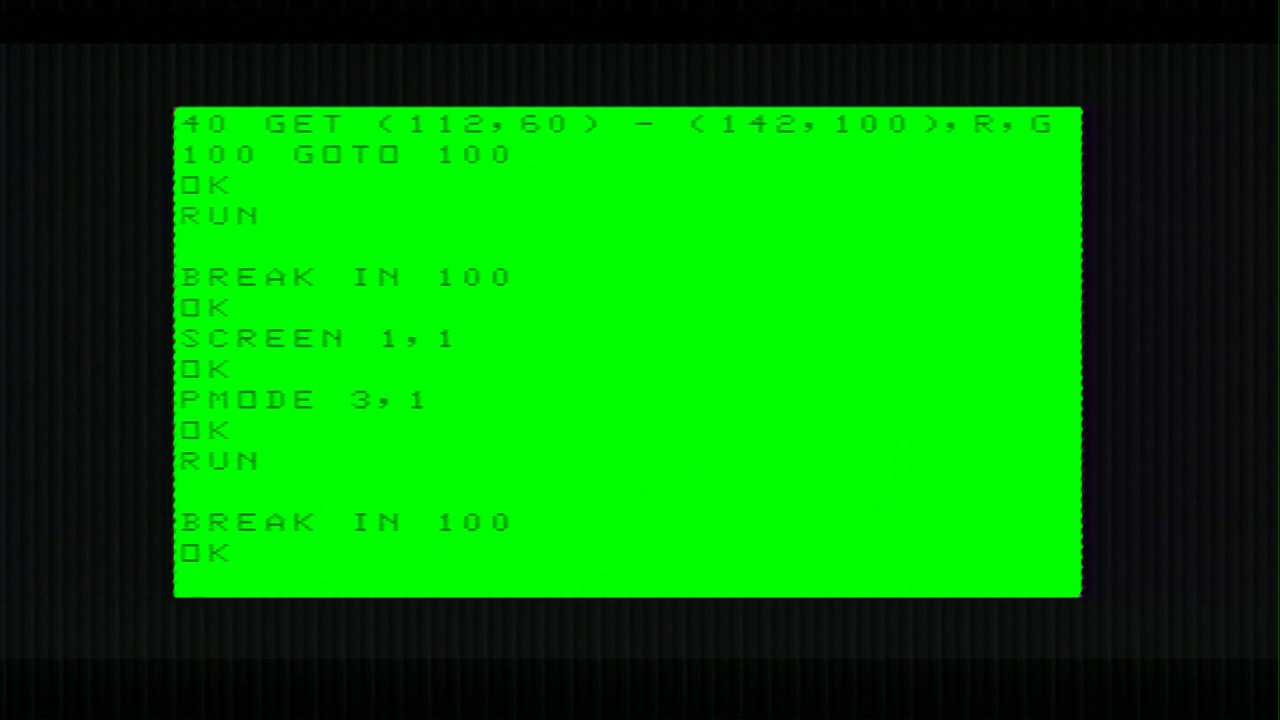 40 GET (112,60) - (142,100),R,G
100 GOTO 100
OK
RUN
BREAK IN 100
OK
SCREEN 1,1
OK
PMODE 3,1
OK
RUN
BREAK IN 100
OK